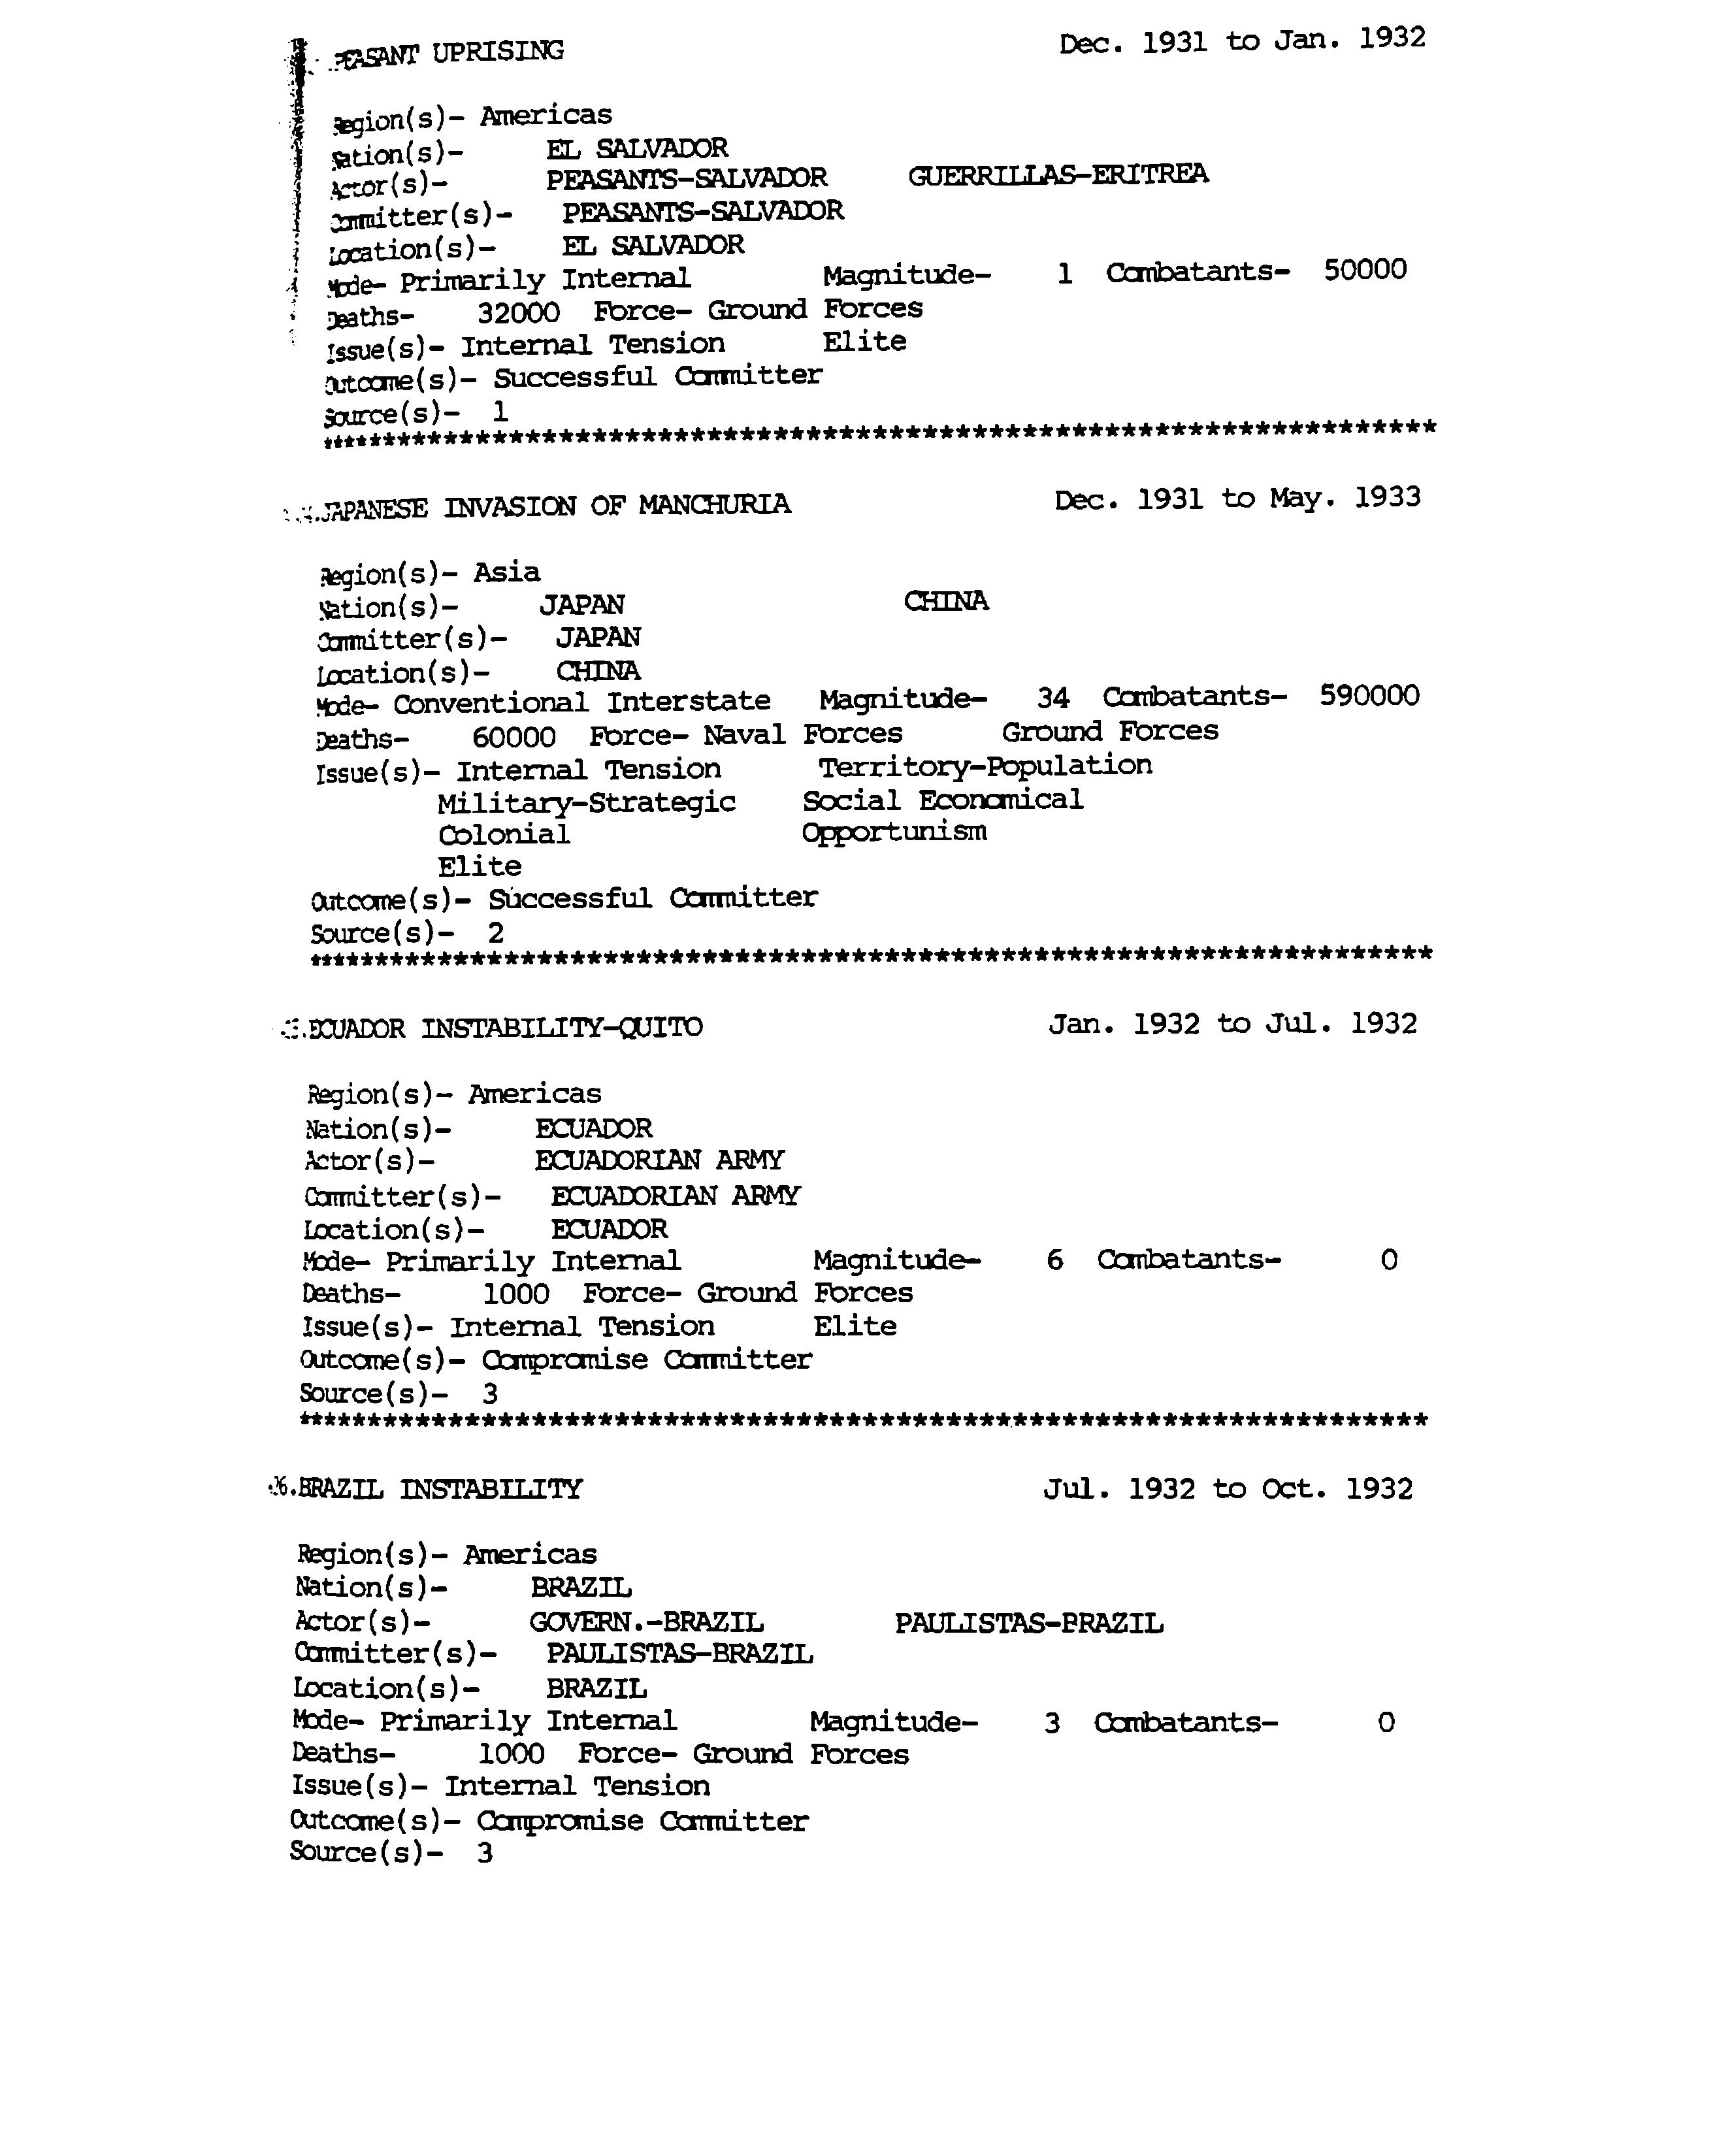 PEASANT UPRISING Dec. 1931 to Jan. 1932
Region(s)- Americas
Nation(s)- EL SALVADOR
Actor(s)- PEASANTS-SALVADOR GUERRILLAS-ERITREA
Committer(s)- PEASANTS-SALVADOR
Location(s)- EL SALVADOR
Mode- Primarily Internal Magnitude- 1 Combatants- 50000
Deaths- 32000 Force- Ground Forces
Issue(s)- Internal Tension Elite
Outcome(s)- Successful Committer
Source(s)- 1
*******************************************************************
JAPANESE INVASION OF MANCHURIA Dec. 1931 to May. 1933
Region(s)- Asia
Nation(s)- JAPAN CHINA
Committer(s)- JAPAN
Location(s)- CHINA
Mode- Conventional Interstate Magnitude- 34 Combatants- 590000
Deaths- 60000 Force- Naval Forces Ground Forces
Issue(s)- Internal Tension Territory-Population
Military-Strategic Social Economical
Colonial Opportunism
Elite
Outcome(s)- Successful Committer
Source(s)- 2
*******************************************************************
ECUADOR INSTABILITY-QUITO Jan. 1932 to Jul. 1932
Region(s)- Americas
Nation(s)- ECUADOR
Actor(s)- ECUADORIAN ARMY
Committer(s)- ECUADORIAN ARMY
Location(s)- ECUADOR
Mode- Primarily Internal Magnitude- 6 Combatants- 0
Deaths- 1000 Force- Ground Forces
Issue(s)- Internal Tension Elite
Outcome(s)- Compromise Committer
Source(s)- 3
*******************************************************************
BRAZIL INSTABILITY Jul. 1932 to Oct. 1932
Region(s)- Americas
Nation(s)- BRAZIL
Actor(s)- GOVERN.-BRAZIL PAULISTAS-BRAZIL
Committer(s)- PAULISTAS-BRAZIL
Location(s)- BRAZIL
Mode- Primarily Internal Magnitude- 3 Combatants- 0
Deaths- 1000 Force- Ground Forces
Issue(s)- Internal Tension
Outcome(s)- Compromise Committer
Source(s)- 3